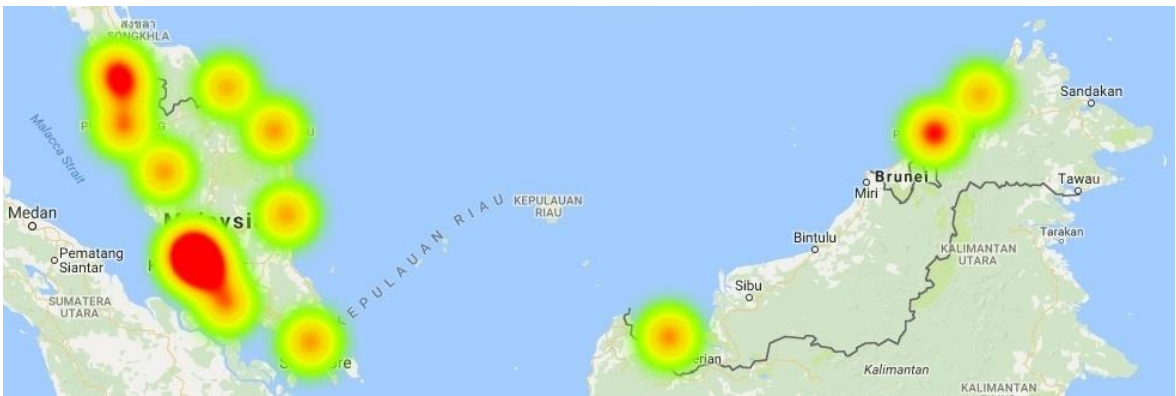 สงขลา
SONGKHLA
Malacca Strait
Medan
Pematang
Siantar
SUMATERA
UTARA
KEPULAUAN RIAU
KEPULAUAN
RIAU
Sandakan
Brunei
Miri
Tawau
Bintulu
Tarakan
KALIMANTAN
UTARA
Sibu
Kalimantan
KALIMANTAN